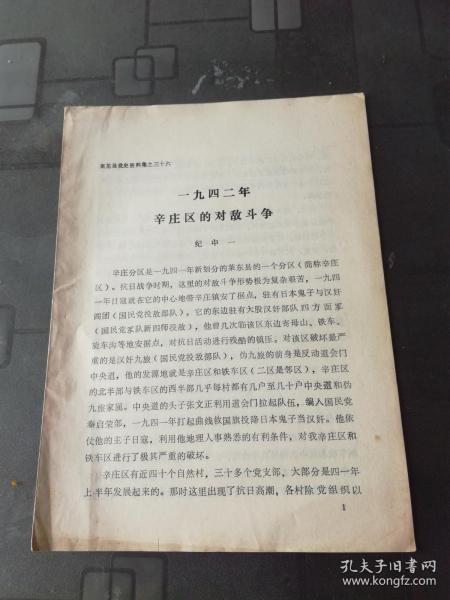 莱芜县党史资料集之三十六
一九四二年
辛庄区的对敌斗争
纪中一
辛庄分区是一九四一年新划分的莱东县的一个分区（简称辛庄
区）。抗日战争时期，这里的对敌斗争形势极为复杂艰苦，一九四
一年日寇就在它的中心地带辛庄镇安了据点，驻有日本鬼子与汉奸
四团（国民党投敌部队），它的东边驻有大股汉奸部队四方面家
（国民党军队新四师投敌），他曾几次临该区东边寄母山、铁车、
狼车沟等地安据点，对抗日活动进行残酷的镇压。对该区破坏最严
重的是汉奸九旅（国民党投敌部队），伪九旅的前身是反动道会门
中央道，他的发源地就是辛庄区和铁车区（二区是邻区），辛庄区
的北半部与铁车区的西半部几乎每村都有几户至几十户中央道和伪
九旅家属。中央道的头子张文正利用道会门拉起队伍，编入国民党
秦启荣部，一九四一年打起曲线救国旗投降日本鬼子当汉奸。他依
仗他的主子日寇，利用他地理人事熟悉的有利条件，对我辛庄区和
铁车区进行了极其严重的破坏。
辛庄区有近四十个自然村，三十多个党支部，大部分是四一年
上半年发展起来的。那时这里出现了抗日高潮，各村除党组织以
1
孔夫子旧书网
www.kongfz.com